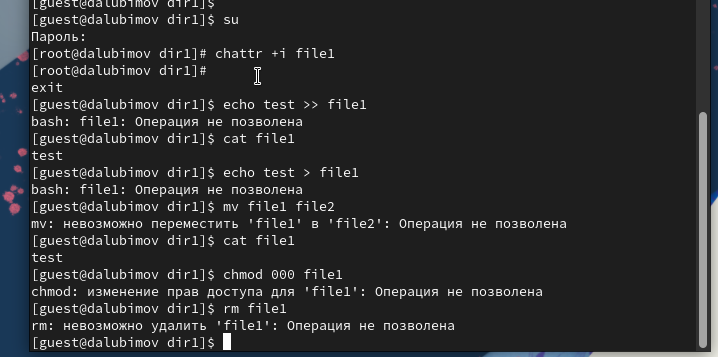 [guest@dalubimov dir1]$
[guest@dalubimov dir1]$ su
Пароль:
[root@dalubimov dir1]# chattr +i file1
[root@dalubimov dir1]#
exit
[guest@dalubimov dir1]$ echo test >> file1
bash: file1: Операция не позволена
[guest@dalubimov dir1]$ cat file1
test
[guest@dalubimov dir1]$ echo test > file1
bash: file1: Операция не позволена
[guest@dalubimov dir1]$ mv file1 file2
mv: невозможно переместить 'file1' в 'file2': Операция не позволена
[guest@dalubimov dir1]$ cat file1
test
[guest@dalubimov dir1]$ chmod 000 file1
chmod: изменение прав доступа для 'file1': Операция не позволена
[guest@dalubimov dir1]$ rm file1
rm: невозможно удалить 'file1': Операция не позволена
[guest@dalubimov dir1]$